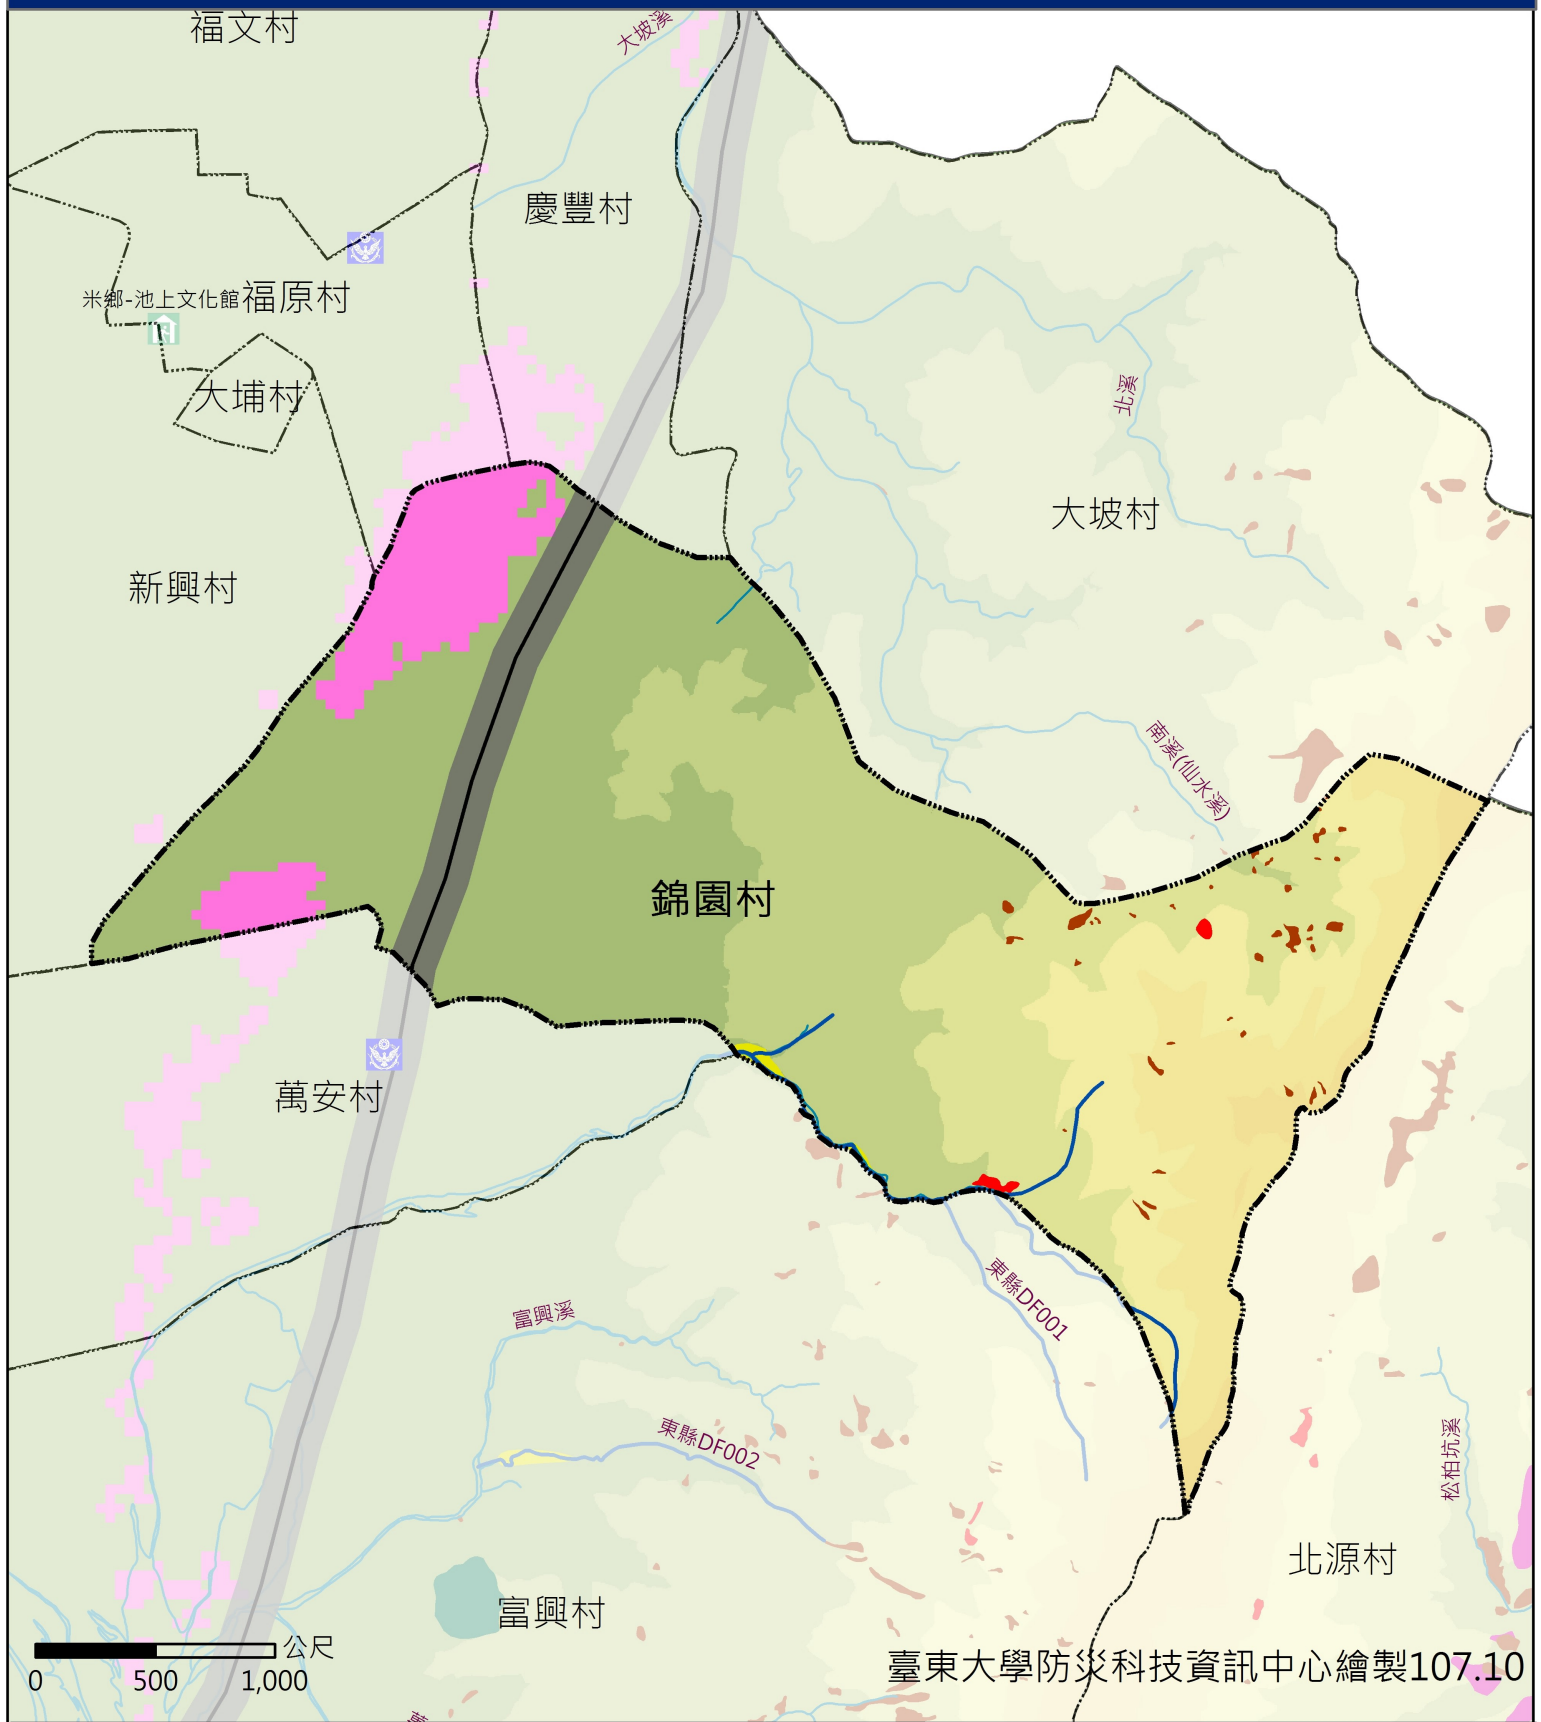 福文村
大坡溪
慶豐村
米鄉-池上文化館
福原村
大埔村
北溪
大坡村
新興村
南溪(仙水溪)
錦園村
萬安村
東縣DF001
富興溪
東縣DF002
松柏坑溪
北源村
富興村
公尺
0 500 1,000
臺東大學防災科技資訊中心繪製107.10